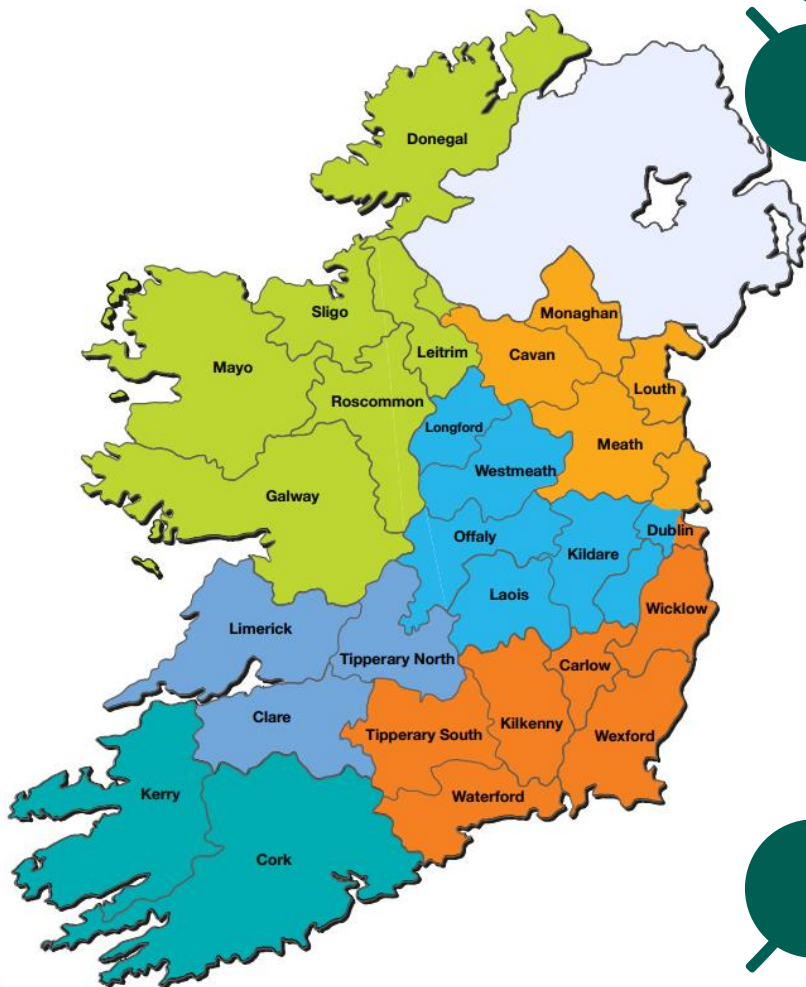 Donegal
Monaghan
Sligo
Leitrim
Cavan
Mayo
Louth
Roscommon
Longford
Meath
Westmeath
Galway
Dublin
Offaly
Kildare
Laois
Wicklow
Limerick
Tipperary North
Carlow
Clare
Kilkenny
Tipperary South
Wexford
Kerry
Waterford
Cork